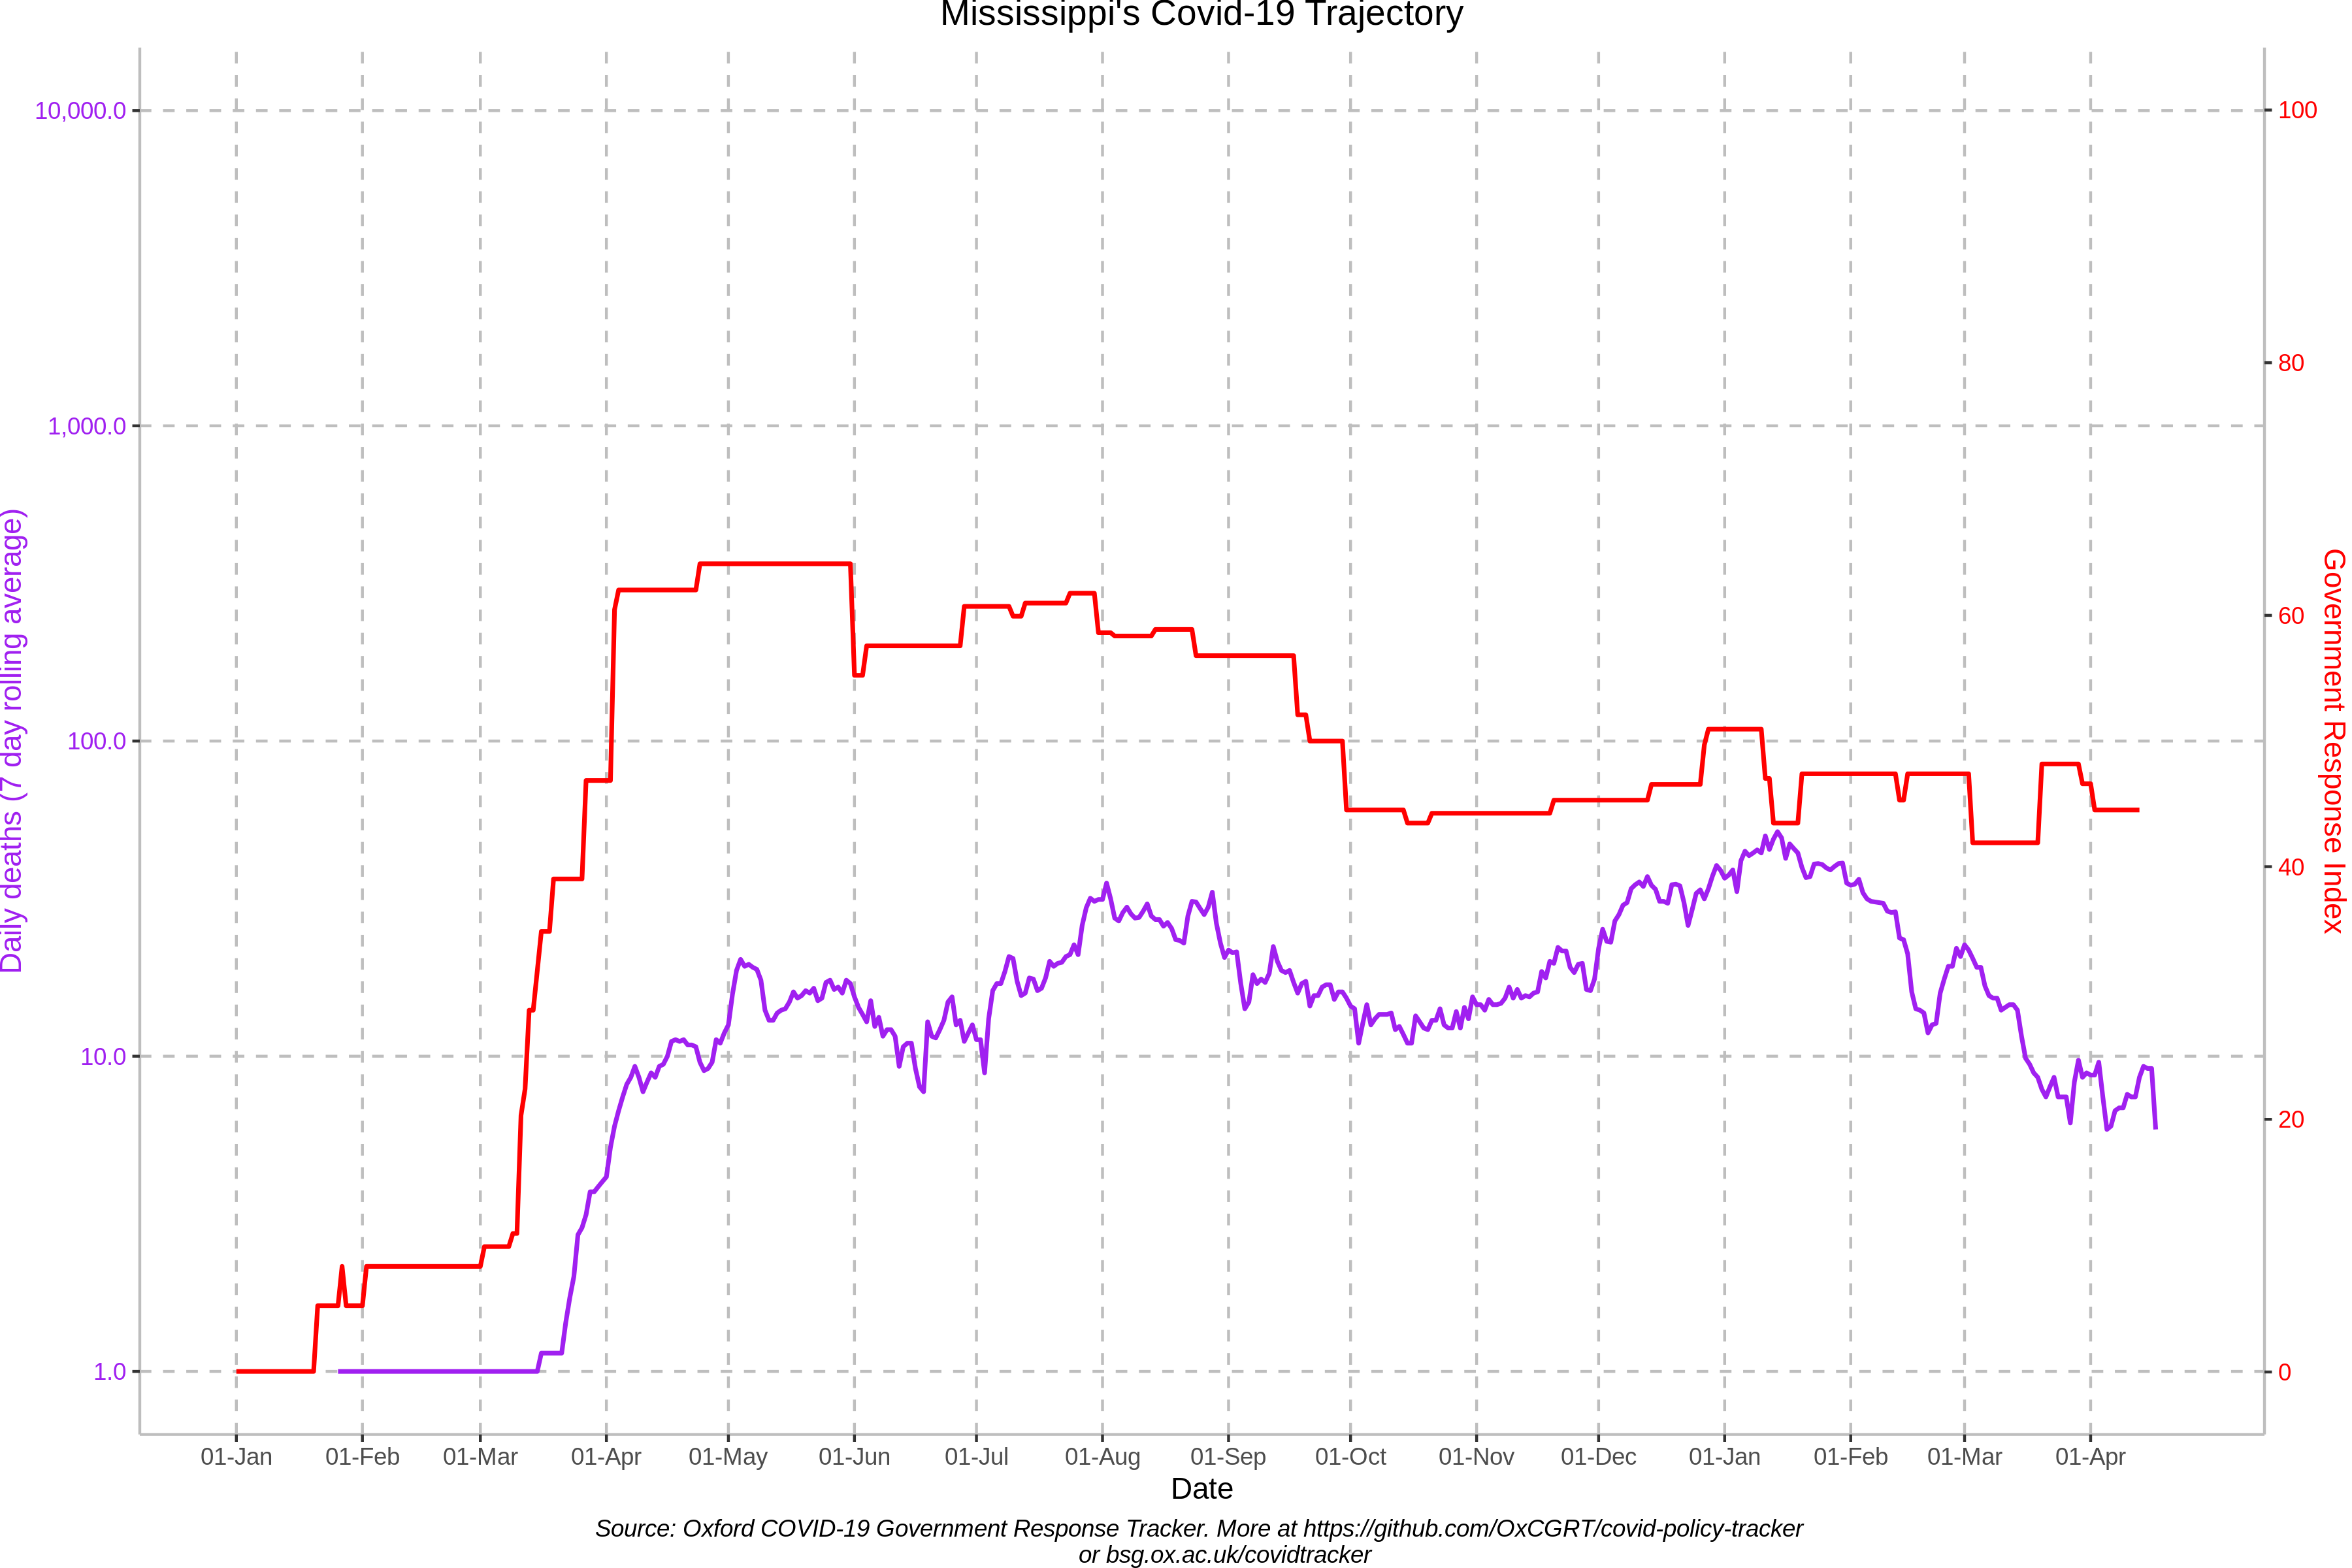 Mississippi's Covid-19 Trajectory
10,000.0
1,000.0
100.0
10.0
1.0
Daily deaths (7 day rolling average)
100
80
60
40
20
0
Government Response Index
01-Jan 01-Feb 01-Mar 01-Apr 01-May 01-Jun 01-Jul 01-Aug 01-Sep 01-Oct 01-Nov 01-Dec 01-Jan 01-Feb 01-Mar 01-Apr
Date
Source: Oxford COVID-19 Government Response Tracker. More at https://github.com/OxCGRT/covid-policy-tracker
or bsg.ox.ac.uk/covidtracker